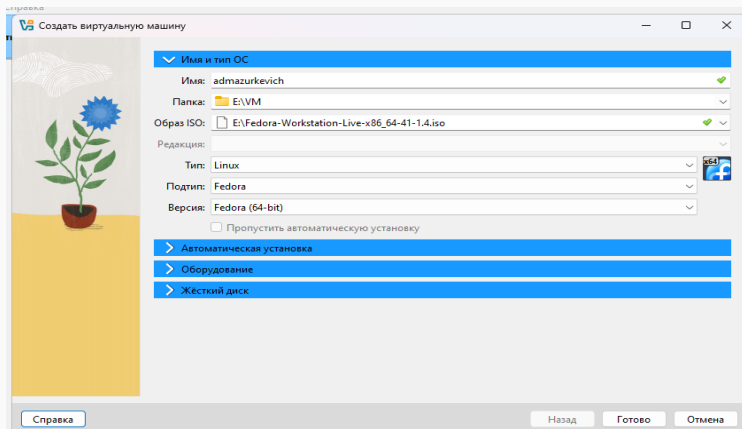 Справка
Создать виртуальную машину
Имя и тип ОС
Имя: admazurkevich
Папка: E:\VM
Образ ISO: E:\Fedora-Workstation-Live-x86_64-41-1.4.iso
Редакция:
Тип: Linux
x64
Подтип: Fedora
Версия: Fedora (64-bit)
Пропустить автоматическую установку
Автоматическая установка
Оборудование
Жёсткий диск
Справка Назад Готово Отмена